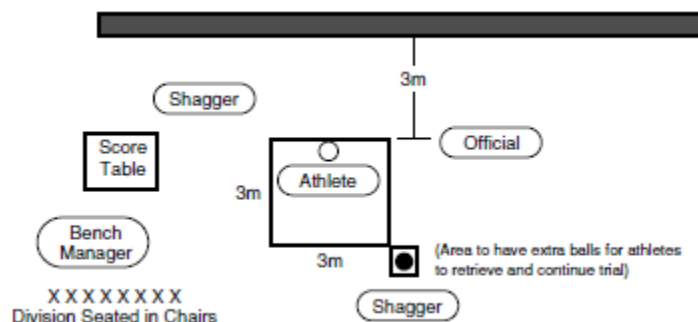 3m
Shagger
Score
Table
Official
Athlete
3m
Bench
Manager
3m
(Area to have extra balls for athletes
to retrieve and continue trial)
X X X X X X X X
Division Seated in Chairs
Shagger